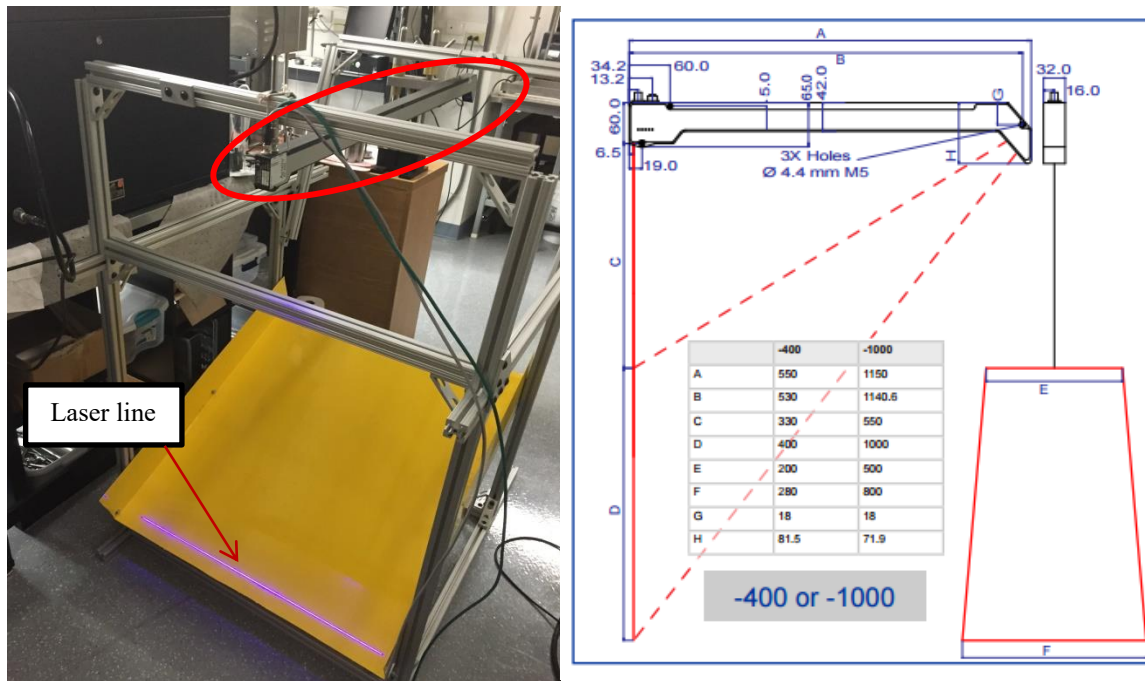 Laser line
A
B
34.2
13.2
60.0
5.0
65.0
42.0
G
32.0
16.0
60.0
H
6.5
19.0
3X Holes
Ø 4.4 mm M5
C
-400 -1000
A 550 1150
B 530 1140.6
C 330 550
D 400 1000
E 200 500
F 280 800
G 18 18
H 81.5 71.9
E
D
-400 or -1000
F